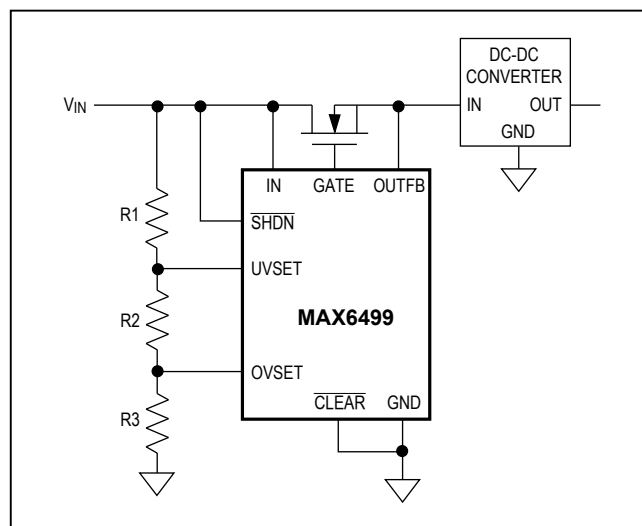 DC-DC
CONVERTER
IN OUT
GND
VIN
IN GATE OUTFB
SHDN
R1
UVSET
MAX6499
R2
OVSET
R3
CLEAR GND